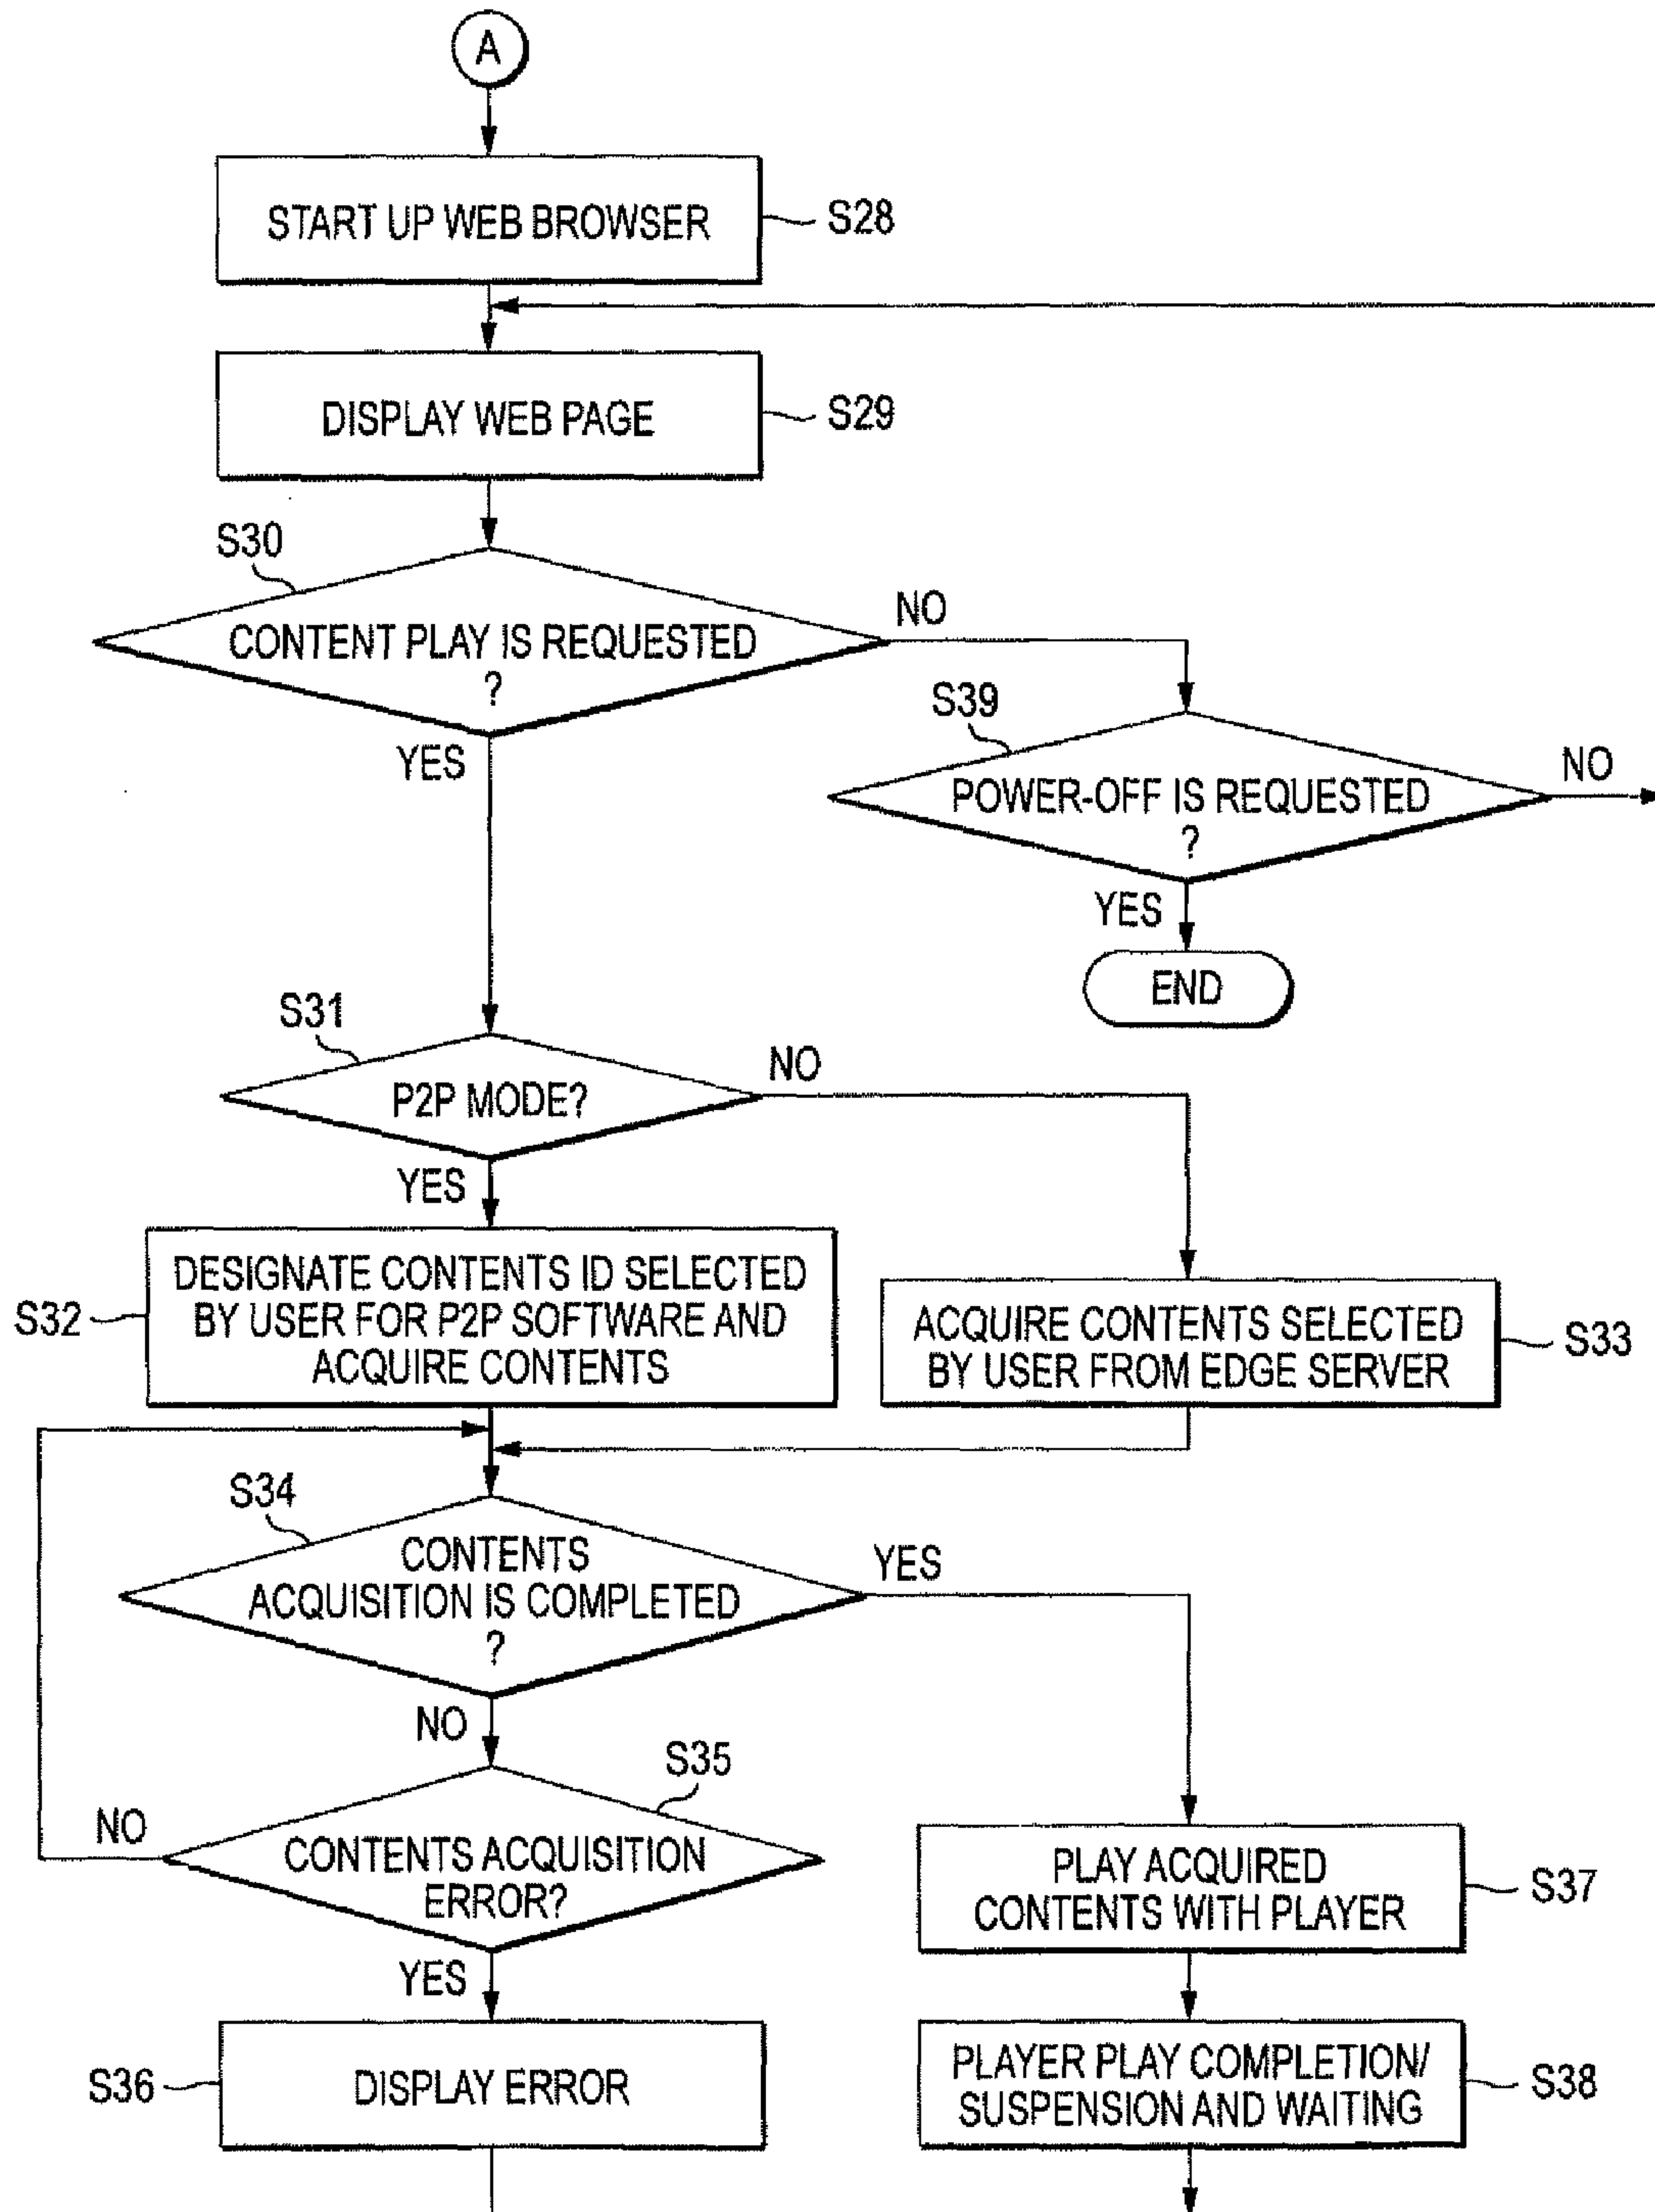 A
START UP WEB BROWSER
S28
DISPLAY WEB PAGE
S29
S30
CONTENT PLAY IS REQUESTED
?
NO
YES
S39
POWER-OFF IS REQUESTED
?
NO
YES
END
S31
P2P MODE?
NO
YES
S32
DESIGNATE CONTENTS ID SELECTED
BY USER FOR P2P SOFTWARE AND
ACQUIRE CONTENTS
ACQUIRE CONTENTS SELECTED
BY USER FROM EDGE SERVER
S33
S34
CONTENTS
ACQUISITION IS COMPLETED
?
YES
NO
S35
CONTENTS ACQUISITION
ERROR?
NO
YES
PLAY ACQUIRED
CONTENTS WITH PLAYER
S37
S36
DISPLAY ERROR
PLAYER PLAY COMPLETION/
SUSPENSION AND WAITING
S38